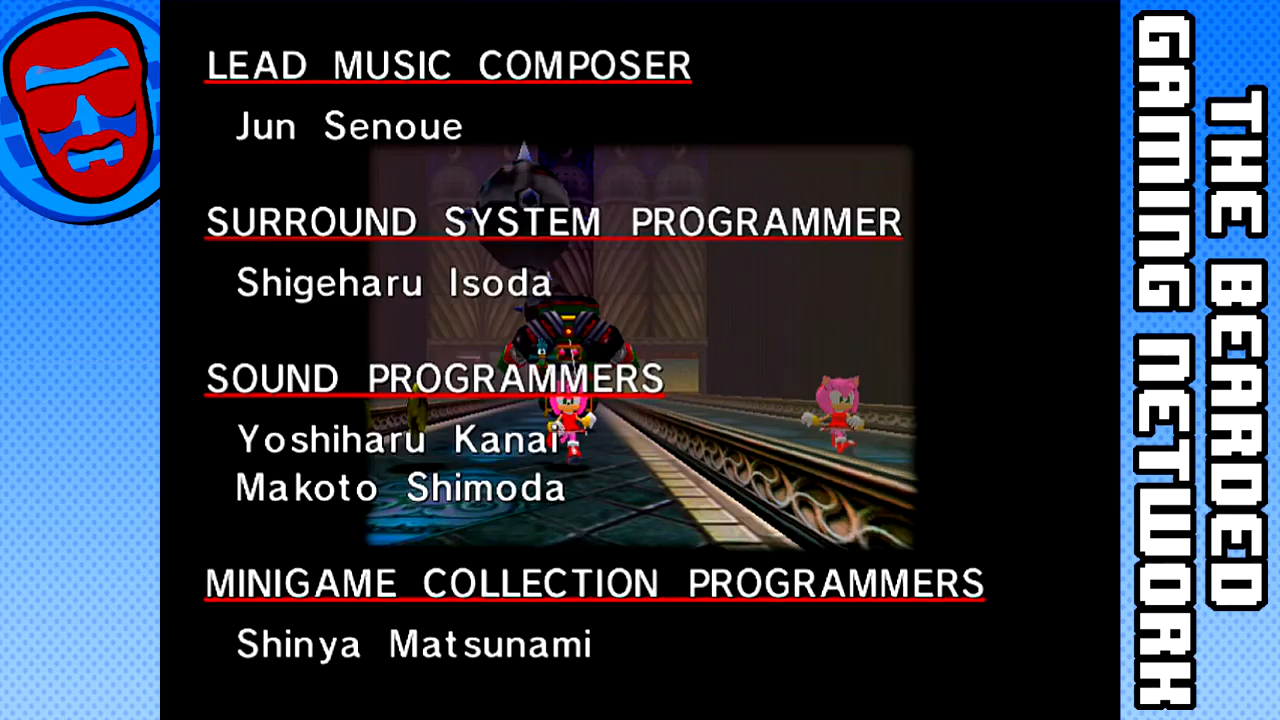 LEAD MUSIC COMPOSER
Jun Senoue
SURROUND SYSTEM PROGRAMMER
Shigeharu Isoda
SOUND PROGRAMMERS
Yoshiharu Kanai
Makoto Shimoda
MINIGAME COLLECTION PROGRAMMERS
Shinya Matsunami
THE BEARDED
GAMING NETWORK